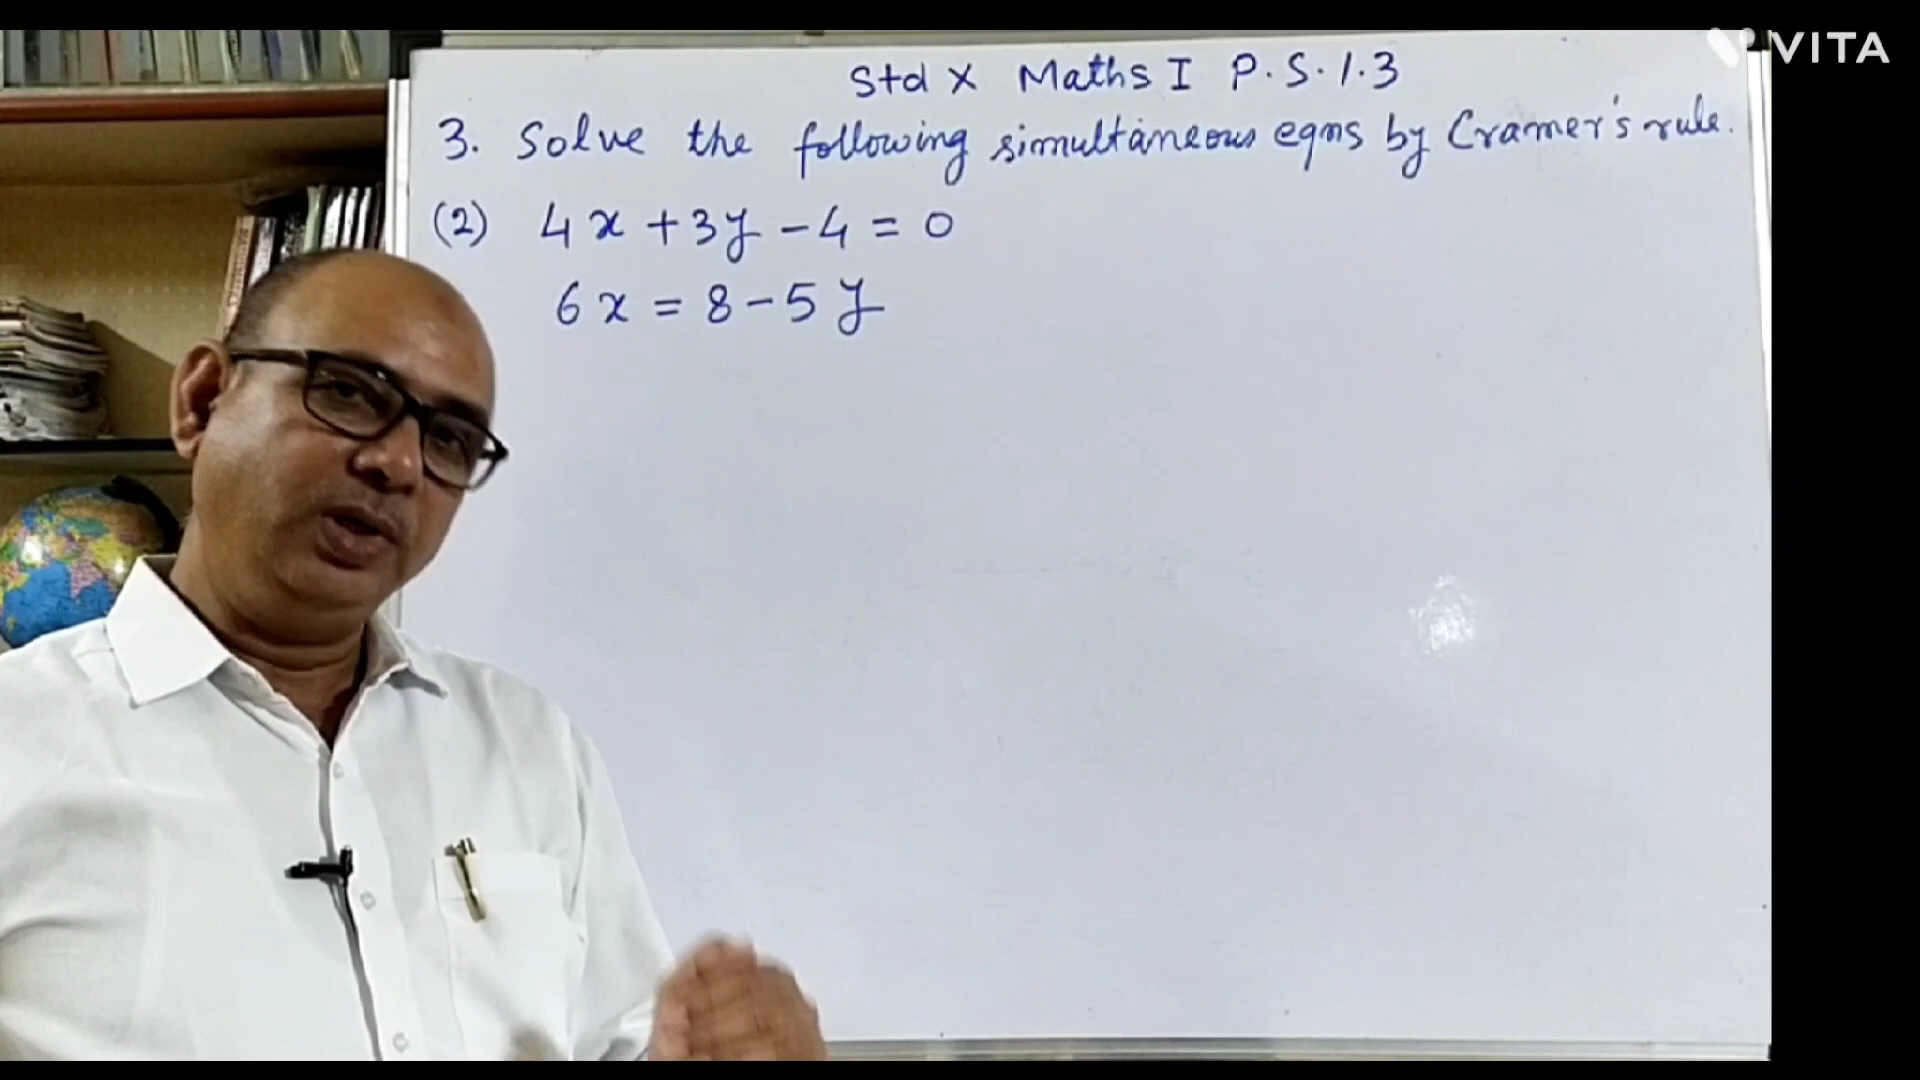 VITA
Std X Maths I P.S.1.3
3. Solve the following simultaneous eqns by Cramer's rule.
(2) 4x + 3y - 4 = 0
6x = 8 - 5y